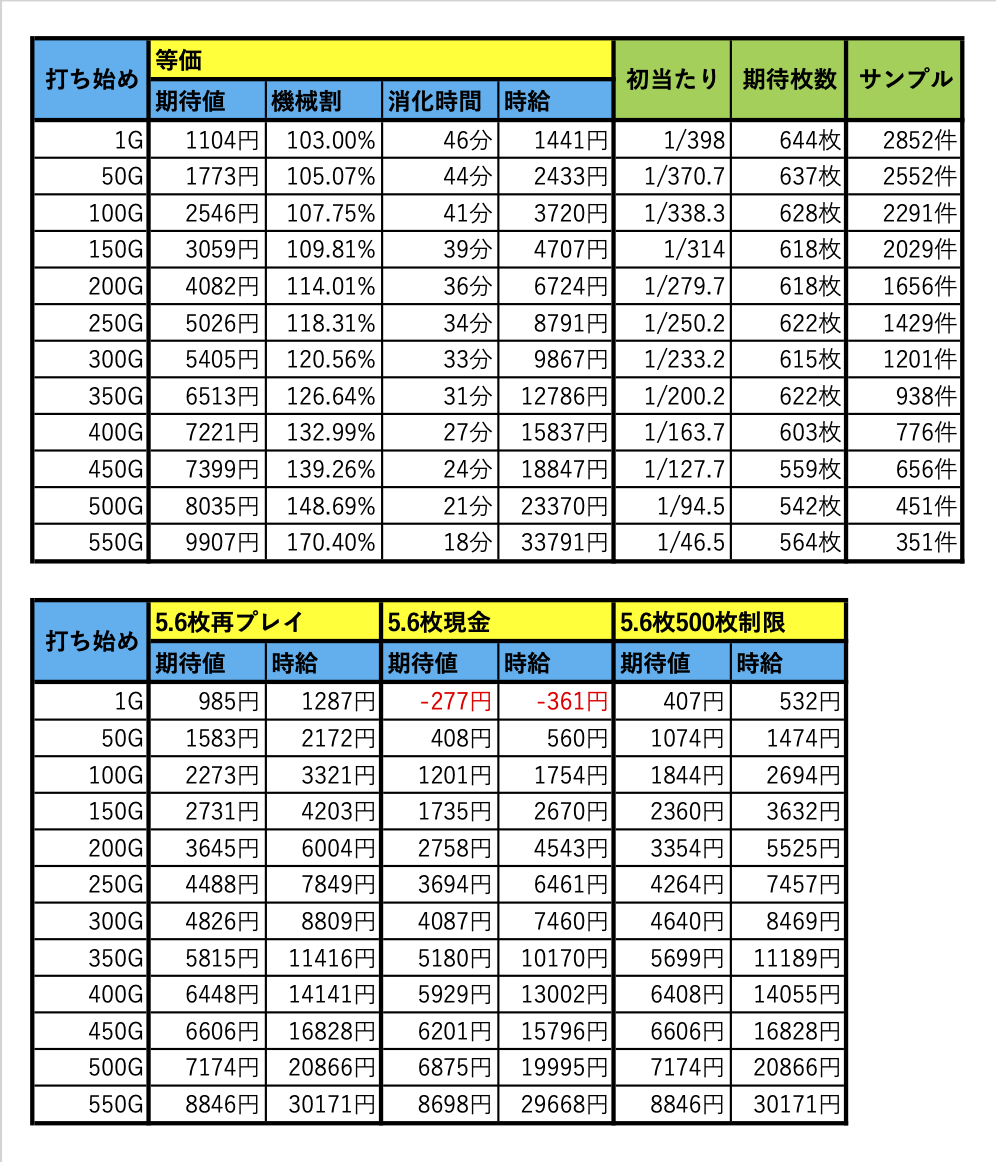 打ち始め 等価 初当たり 期待枚数 サンプル
期待値 機械割 消化時間 時給
1G 1104円 103.00% 46分 1441円 1/398 644枚 2852件
50G 1773円 105.07% 44分 2433円 1/370.7 637枚 2552件
100G 2546円 107.75% 41分 3720円 1/338.3 628枚 2291件
150G 3059円 109.81% 39分 4707円 1/314 618枚 2029件
200G 4082円 114.01% 36分 6724円 1/279.7 618枚 1656件
250G 5026円 118.31% 34分 8791円 1/250.2 622枚 1429件
300G 5405円 120.56% 33分 9867円 1/233.2 615枚 1201件
350G 6513円 126.64% 31分 12786円 1/200.2 622枚 938件
400G 7221円 132.99% 27分 15837円 1/163.7 603枚 776件
450G 7399円 139.26% 24分 18847円 1/127.7 559枚 656件
500G 8035円 148.69% 21分 23370円 1/94.5 542枚 451件
550G 9907円 170.40% 18分 33791円 1/46.5 564枚 351件
打ち始め 5.6枚再プレイ 5.6枚現金 5.6枚500枚制限
期待値 時給 期待値 時給 期待値 時給
1G 985円 1287円 -277円 -361円 407円 532円
50G 1583円 2172円 408円 560円 1074円 1474円
100G 2273円 3321円 1201円 1754円 1844円 2694円
150G 2731円 4203円 1735円 2670円 2360円 3632円
200G 3645円 6004円 2758円 4543円 3354円 5525円
250G 4488円 7849円 3694円 6461円 4264円 7457円
300G 4826円 8809円 4087円 7460円 4640円 8469円
350G 5815円 11416円 5180円 10170円 5699円 11189円
400G 6448円 14141円 5929円 13002円 6408円 14055円
450G 6606円 16828円 6201円 15796円 6606円 16828円
500G 7174円 20866円 6875円 19995円 7174円 20866円
550G 8846円 30171円 8698円 29668円 8846円 30171円